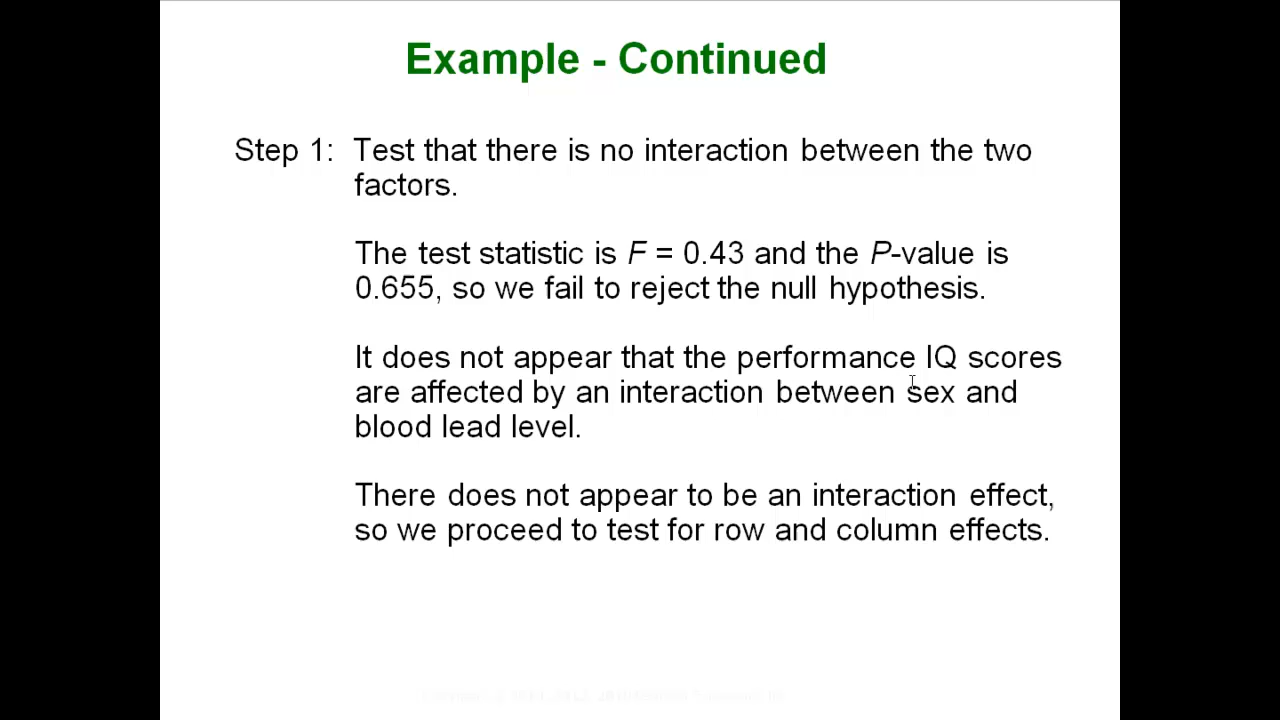 Example - Continued
Step 1: Test that there is no interaction between the two
factors.
The test statistic is F = 0.43 and the P-value is
0.655, so we fail to reject the null hypothesis.
It does not appear that the performance IQ scores
are affected by an interaction between sex and
blood lead level.
There does not appear to be an interaction effect,
so we proceed to test for row and column effects.